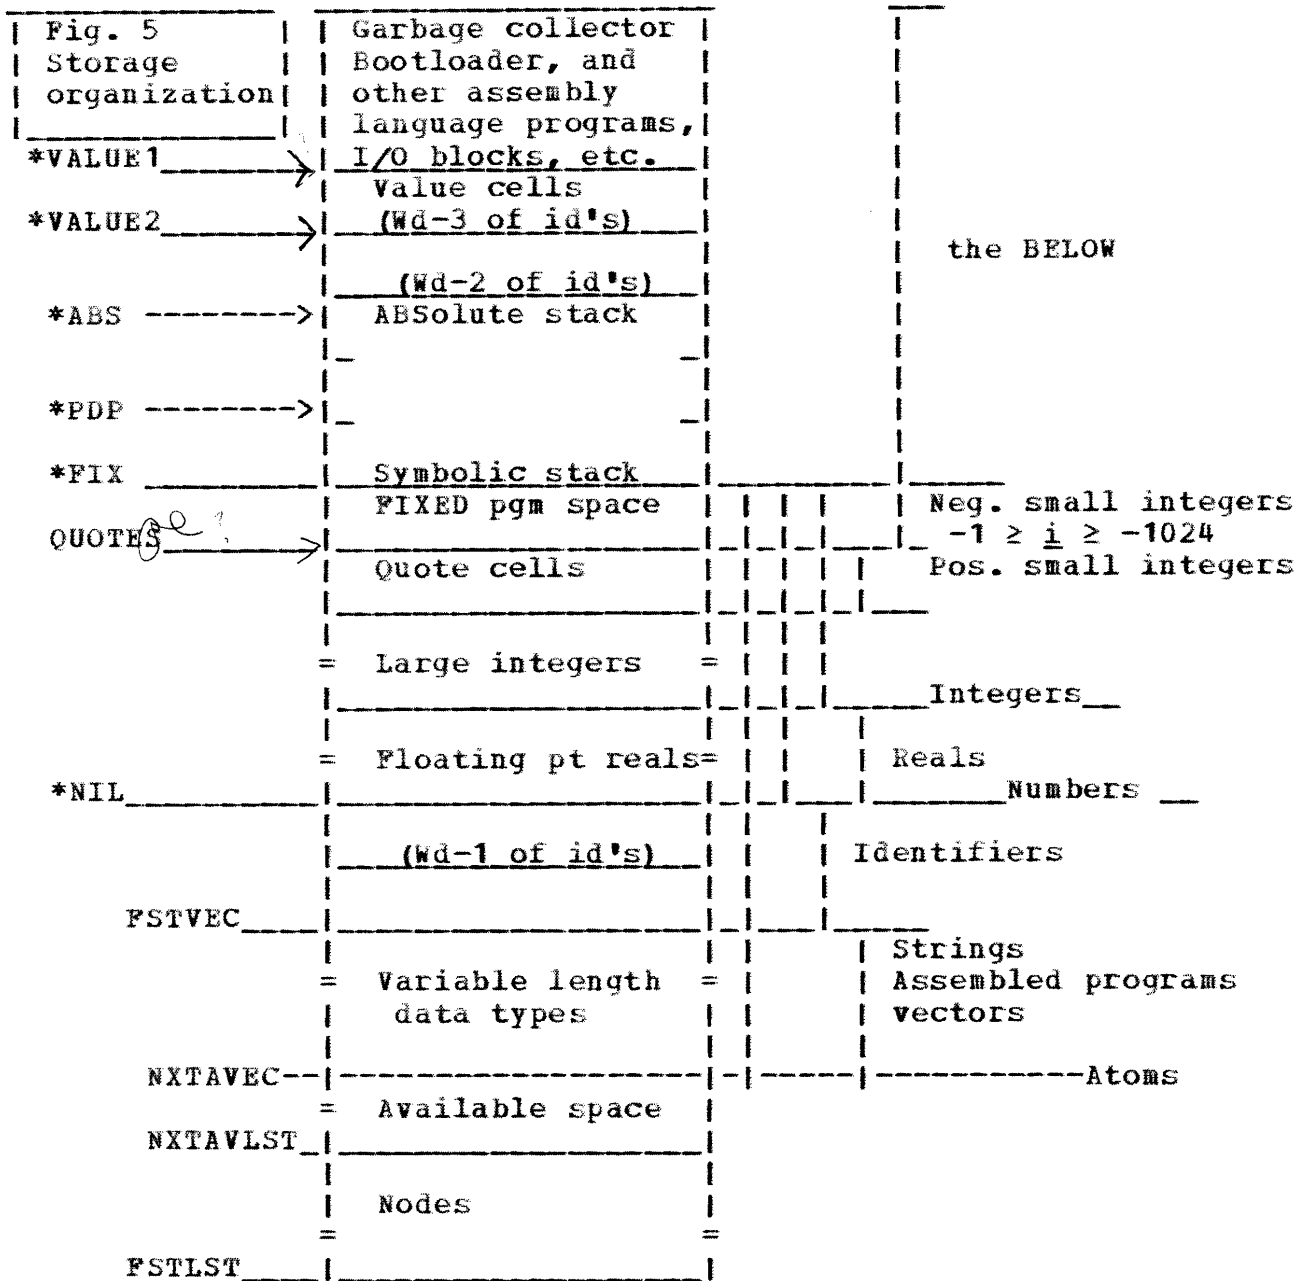 Fig. 5
Storage
organization
Garbage collector
Bootloader, and
other assembly
language programs,
I/O blocks, etc.
*VALUE1
Value cells
*VALUE2
(Wd-3 of id's)
the BELOW
(Wd-2 of id's)
*ABS
ABSolute stack
*PDP
*FIX
Symbolic stack
FIXED pgm space
Neg. small integers
QUOTES
?
-1 ≥ i ≥ -1024
Quote cells
Pos. small integers
Large integers
Integers
Floating pt reals
Reals
*NIL
Numbers
(Wd-1 of id's)
Identifiers
FSTVEC
Strings
Variable length
Assembled programs
data types
vectors
NXTAVEC
Atoms
Available space
NXTAVLST
Nodes
FSTLST